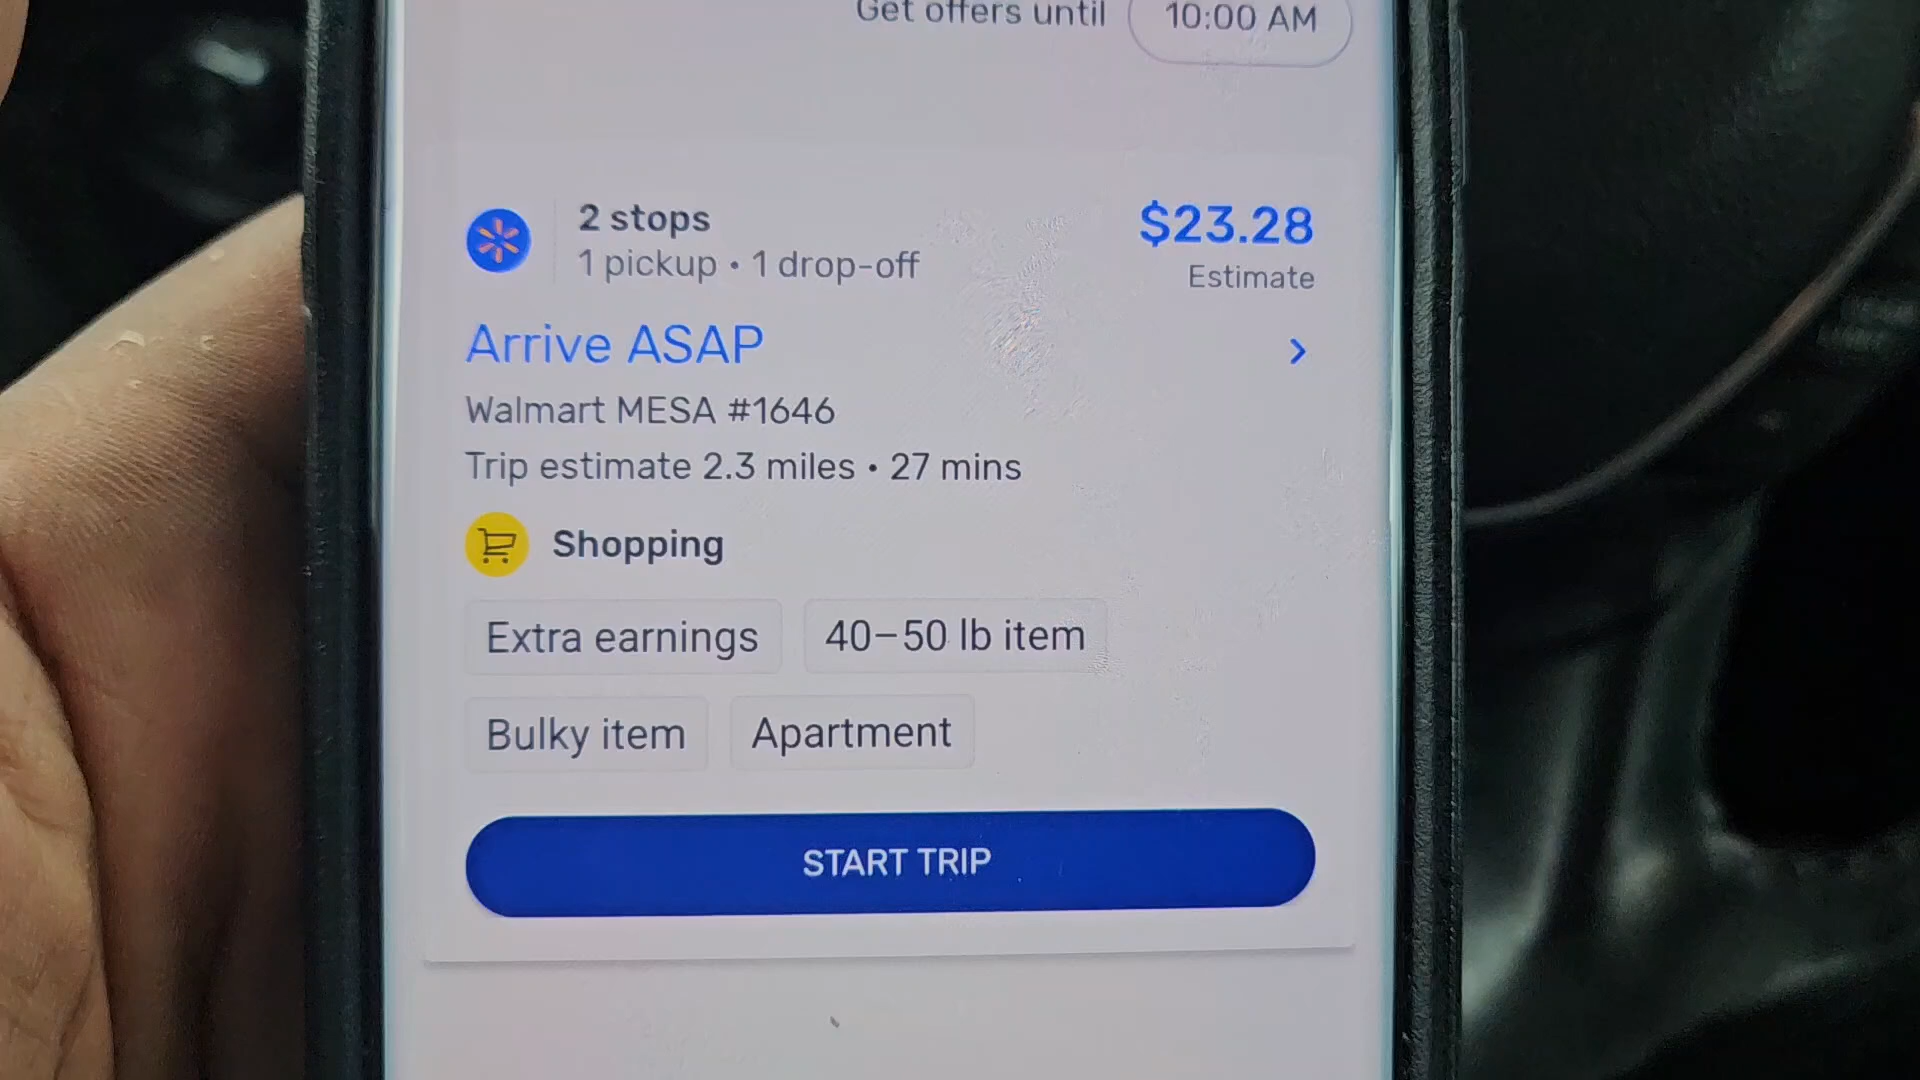 Get offers until 10:00 AM
2 stops
$23.28
1 pickup • 1 drop-off
Estimate
Arrive ASAP
Walmart MESA #1646
Trip estimate 2.3 miles • 27 mins
Shopping
Extra earnings 40–50 lb item
Bulky item Apartment
START TRIP